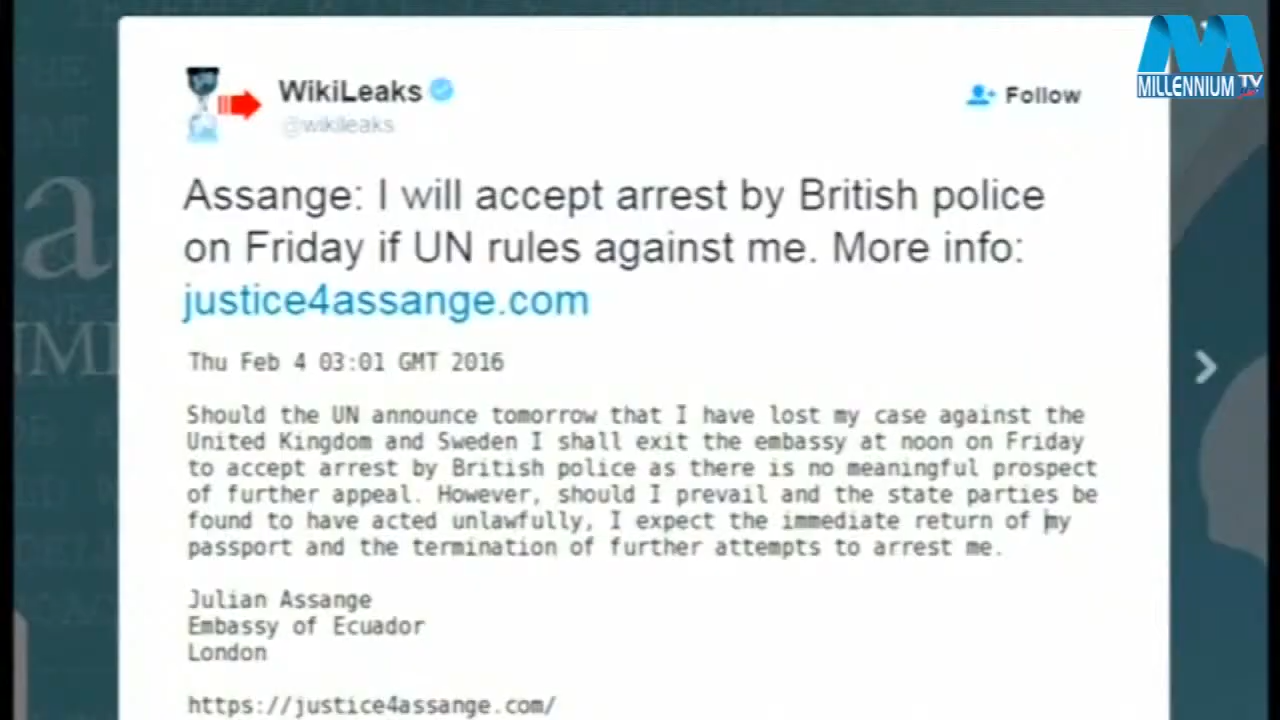 WikiLeaks
@wikileaks
Follow
MILLENNIUM TV
Assange: I will accept arrest by British police
on Friday if UN rules against me. More info:
justice4assange.com
Thu Feb 4 03:01 GMT 2016
Should the UN announce tomorrow that I have lost my case against the
United Kingdom and Sweden I shall exit the embassy at noon on Friday
to accept arrest by British police as there is no meaningful prospect
of further appeal. However, should I prevail and the state parties be
found to have acted unlawfully, I expect the immediate return of my
passport and the termination of further attempts to arrest me.
Julian Assange
Embassy of Ecuador
London
https://justice4assange.com/